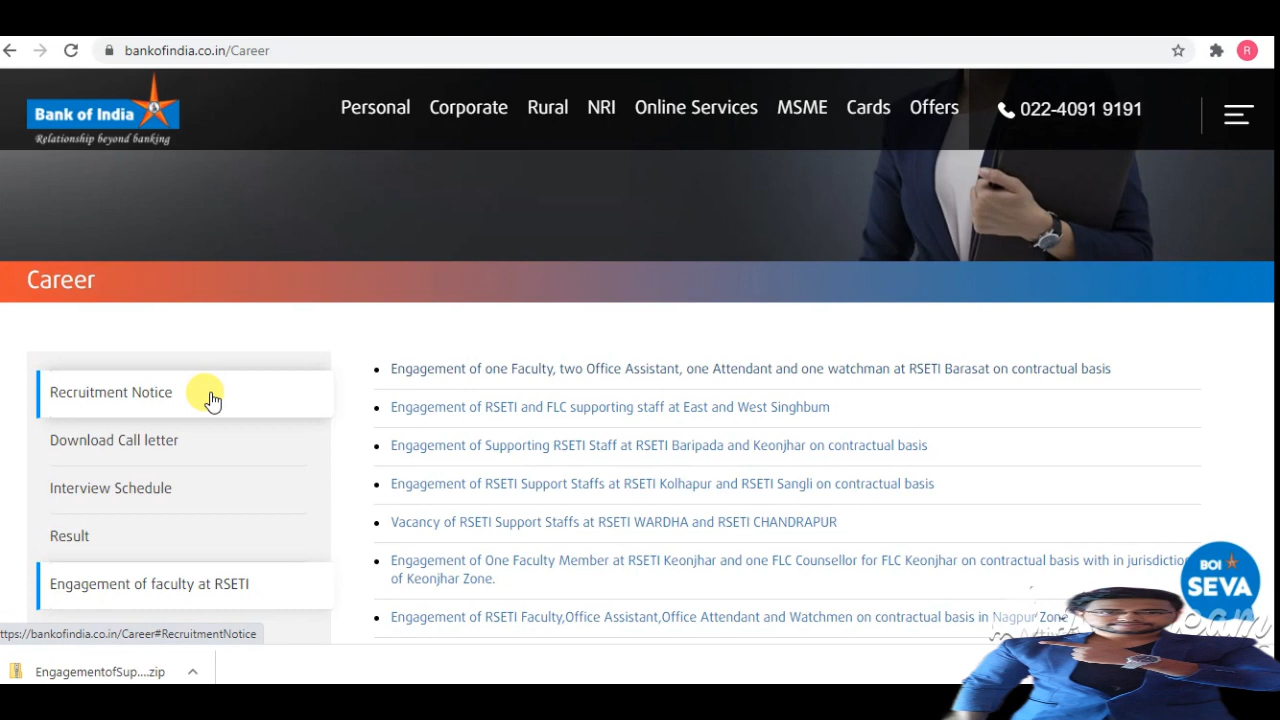 bankofindia.co.in/Career
R
Bank of India
Relationship beyond banking
Personal Corporate Rural NRI Online Services MSME Cards Offers 022-4091 9191
Career
Recruitment Notice
Download Call letter
Interview Schedule
Result
Engagement of faculty at RSETI
Engagement of one Faculty, two Office Assistant, one Attendant and one watchman at RSETI Barasat on contractual basis
Engagement of RSETI and FLC supporting staff at East and West Singhbum
Engagement of Supporting RSETI Staff at RSETI Baripada and Keonjhar on contractual basis
Engagement of RSETI Support Staffs at RSETI Kolhapur and RSETI Sangli on contractual basis
Vacancy of RSETI Support Staffs at RSETI WARDHA and RSETI CHANDRAPUR
Engagement of One Faculty Member at RSETI Keonjhar and one FLC Counsellor for FLC Keonjhar on contractual basis with in jurisdiction
of Keonjhar Zone.
Engagement of RSETI Faculty,Office Assistant,Office Attendant and Watchmen on contractual basis in Nagpur Zone
BOI
SEVA
ttps://bankofindia.co.in/Career#RecruitmentNotice
EngagementofSup....zip